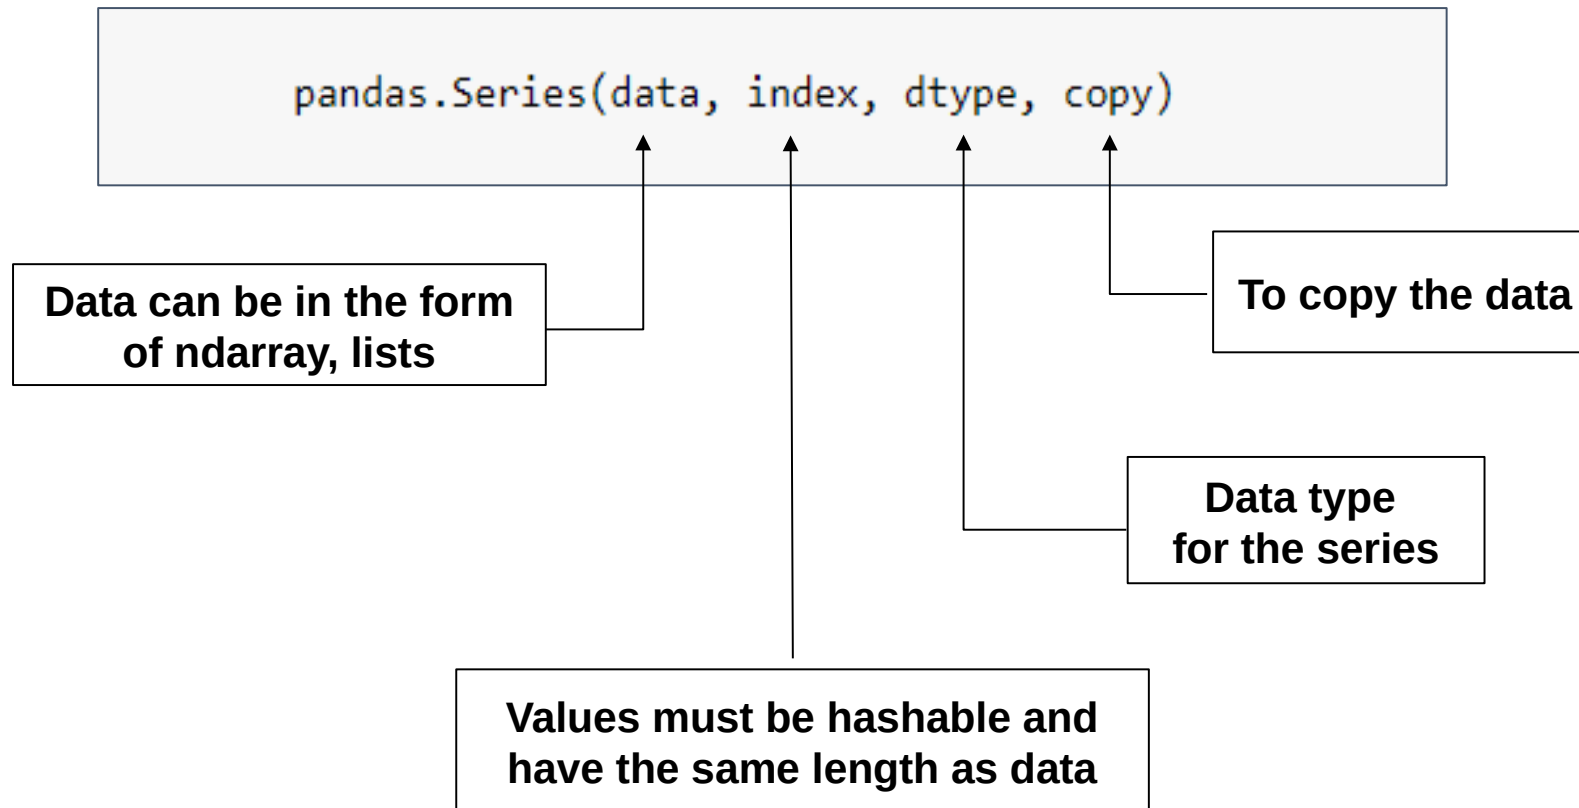 pandas.Series(data, index, dtype, copy)
Data can be in the form
of ndarray, lists
To copy the data
Data type
for the series
Values must be hashable and
have the same length as data